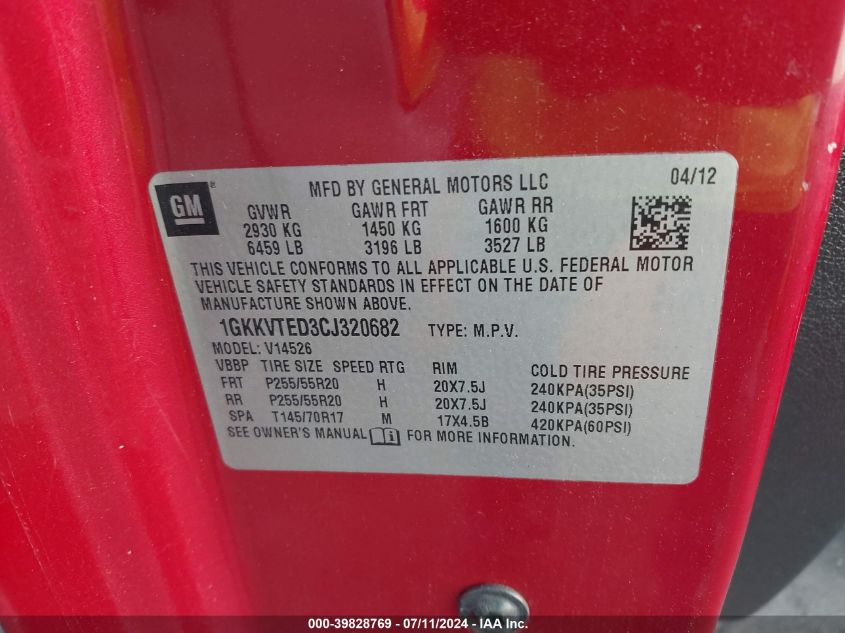 GM
MFD BY GENERAL MOTORS LLC 04/12
GVWR GAWR FRT GAWR RR
2930 KG 1450 KG 1600 KG
6459 LB 3196 LB 3527 LB
THIS VEHICLE CONFORMS TO ALL APPLICABLE U.S. FEDERAL MOTOR
VEHICLE SAFETY STANDARDS IN EFFECT ON THE DATE OF
MANUFACTURE SHOWN ABOVE.
1GKKVTED3CJ320682 TYPE: M.P.V.
MODEL: V14526
VBBP TIRE SIZE SPEED RTG RIM COLD TIRE PRESSURE
FRT P255/55R20 H 20X7.5J 240KPA(35PSI)
RR P255/55R20 H 20X7.5J 240KPA(35PSI)
SPA T145/70R17 M 17X4.5B 420KPA(60PSI)
SEE OWNER'S MANUAL FOR MORE INFORMATION.
000-39828769 - 07/11/2024 - IAA Inc.